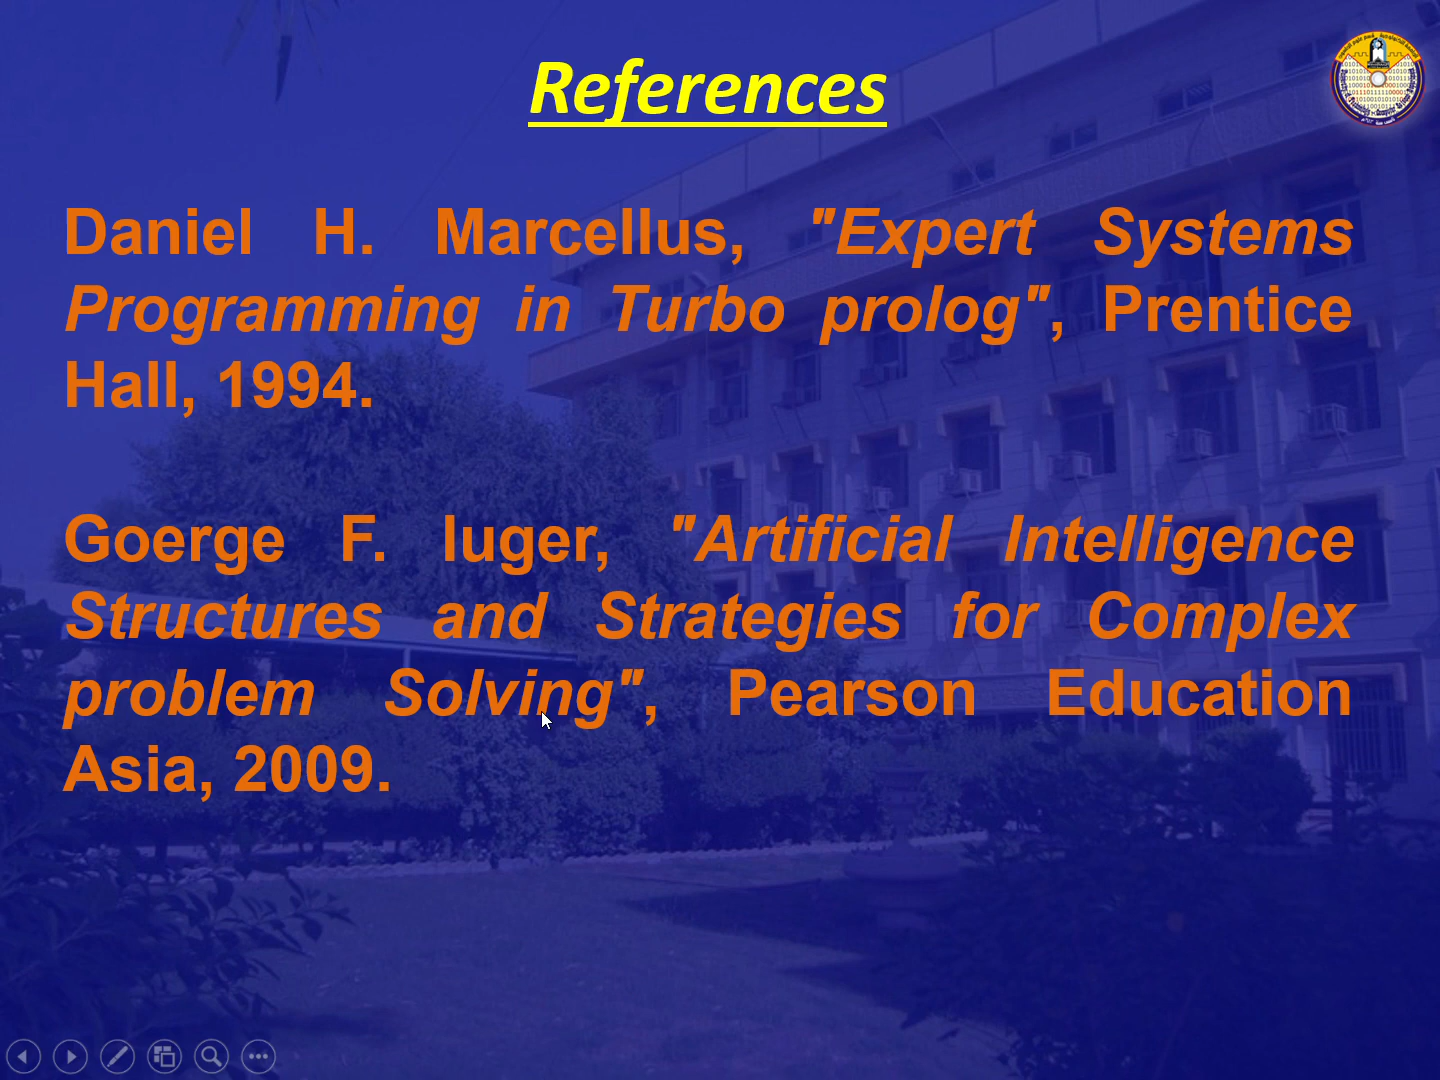 References
Daniel H. Marcellus, "Expert Systems
Programming in Turbo prolog", Prentice
Hall, 1994.
Goerge F. luger, "Artificial Intelligence
Structures and Strategies for Complex
problem Solving", Pearson Education
Asia, 2009.